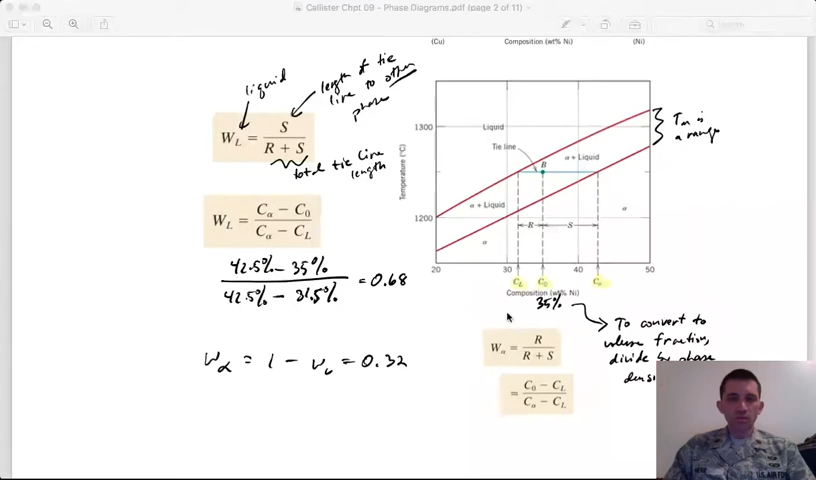 Callister Chpt 09 - Phase Diagrams.pdf (page 2 of 11)
Search
(Cu) Composition (wt% Ni) (Ni)
liquid
length of tie
line to other
phase
W_L = S / (R + S)
total tie line
length
W_L = (C_α − C_0) / (C_α − C_L)
(42.5% − 35%) / (42.5% − 31.5%) = 0.68
W_α = 1 − W_L = 0.32
Temperature (°C)
1300
1200
Liquid
Tie line
B
α + Liquid
α + Liquid
α
α
R
S
20 30 40 50
C_L C_0 C_α
Composition (wt% Ni)
35%
Tm is
a range
To convert to
volume fraction,
divide by phase
W_α = R / (R + S)
= (C_0 − C_L) / (C_α − C_L)
U.S. AIR